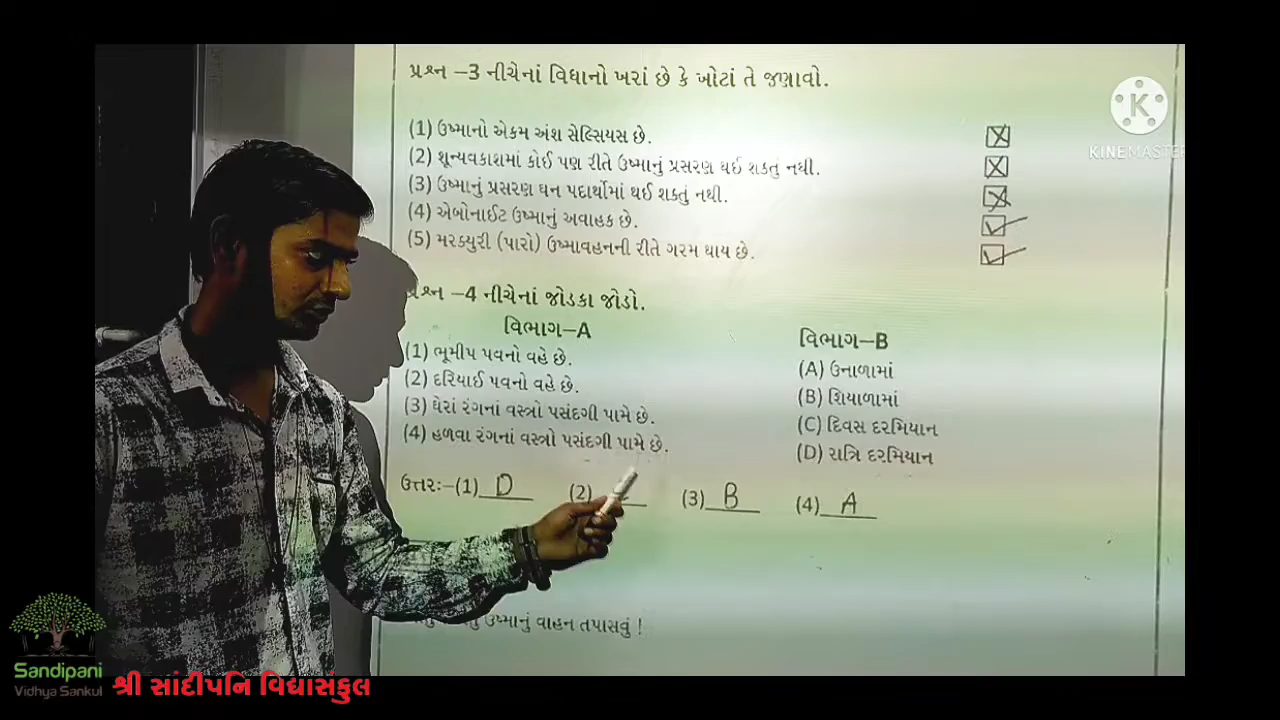 પ્રશ્ન –3 નીચેનાં વિધાનો ખરાં છે કે ખોટાં તે જણાવો.
(1) ઉષ્માનો એકમ અંશ સેલ્સિયસ છે.
(2) શૂન્યવકાશમાં કોઈ પણ રીતે ઉષ્માનું પ્રસરણ થઈ શકતું નથી.
(3) ઉષ્માનું પ્રસરણ ઘન પદાર્થોમાં થઈ શકતું નથી.
(4) એબોનાઈટ ઉષ્માનું અવાહક છે.
(5) મરક્યુરી (પારો) ઉષ્માવહનની રીતે ગરમ થાય છે.
K
KINEMASTER
પ્રશ્ન –4 નીચેનાં જોડકા જોડો.
વિભાગ–A વિભાગ–B
(1) ભૂમીય પવનો વહે છે. (A) ઉનાળામાં
(2) દરિયાઈ પવનો વહે છે. (B) શિયાળામાં
(3) ઘેરાં રંગનાં વસ્ત્રો પસંદગી પામે છે. (C) દિવસ દરમિયાન
(4) હળવા રંગનાં વસ્ત્રો પસંદગી પામે છે. (D) રાત્રિ દરમિયાન
ઉત્તરઃ–(1) D (2) (3) B (4) A
ઉષ્માનું વાહન તપાસવું !
Sandipani
Vidhya Sankul
શ્રી સાંદીપનિ વિદ્યાસંકુલ